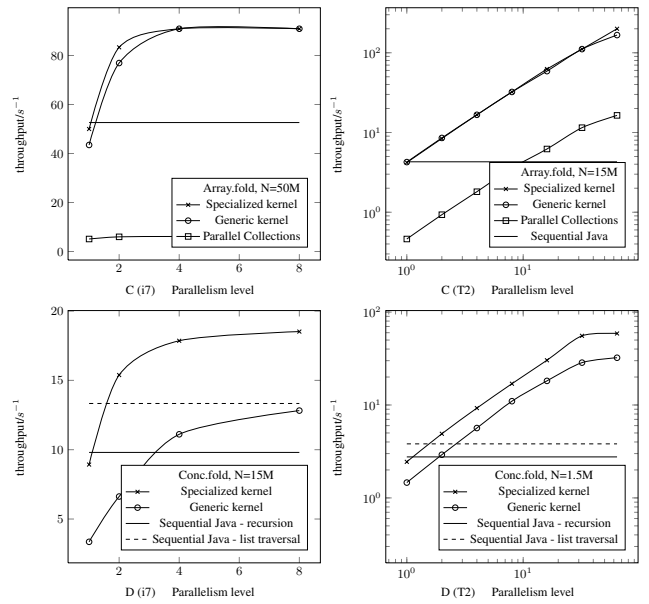 throughput/s⁻¹
80
60
40
20
0
Array.fold, N=50M
Specialized kernel
Generic kernel
Parallel Collections
2
4
6
8
C (i7) Parallelism level
throughput/s⁻¹
10²
10¹
10⁰
Array.fold, N=15M
Specialized kernel
Generic kernel
Parallel Collections
Sequential Java
10⁰
10¹
C (T2) Parallelism level
throughput/s⁻¹
20
15
10
5
Conc.fold, N=15M
Specialized kernel
Generic kernel
Sequential Java - recursion
Sequential Java - list traversal
2
4
6
8
D (i7) Parallelism level
throughput/s⁻¹
10²
10¹
10⁰
Conc.fold, N=1.5M
Specialized kernel
Generic kernel
Sequential Java - recursion
Sequential Java - list traversal
10⁰
10¹
D (T2) Parallelism level